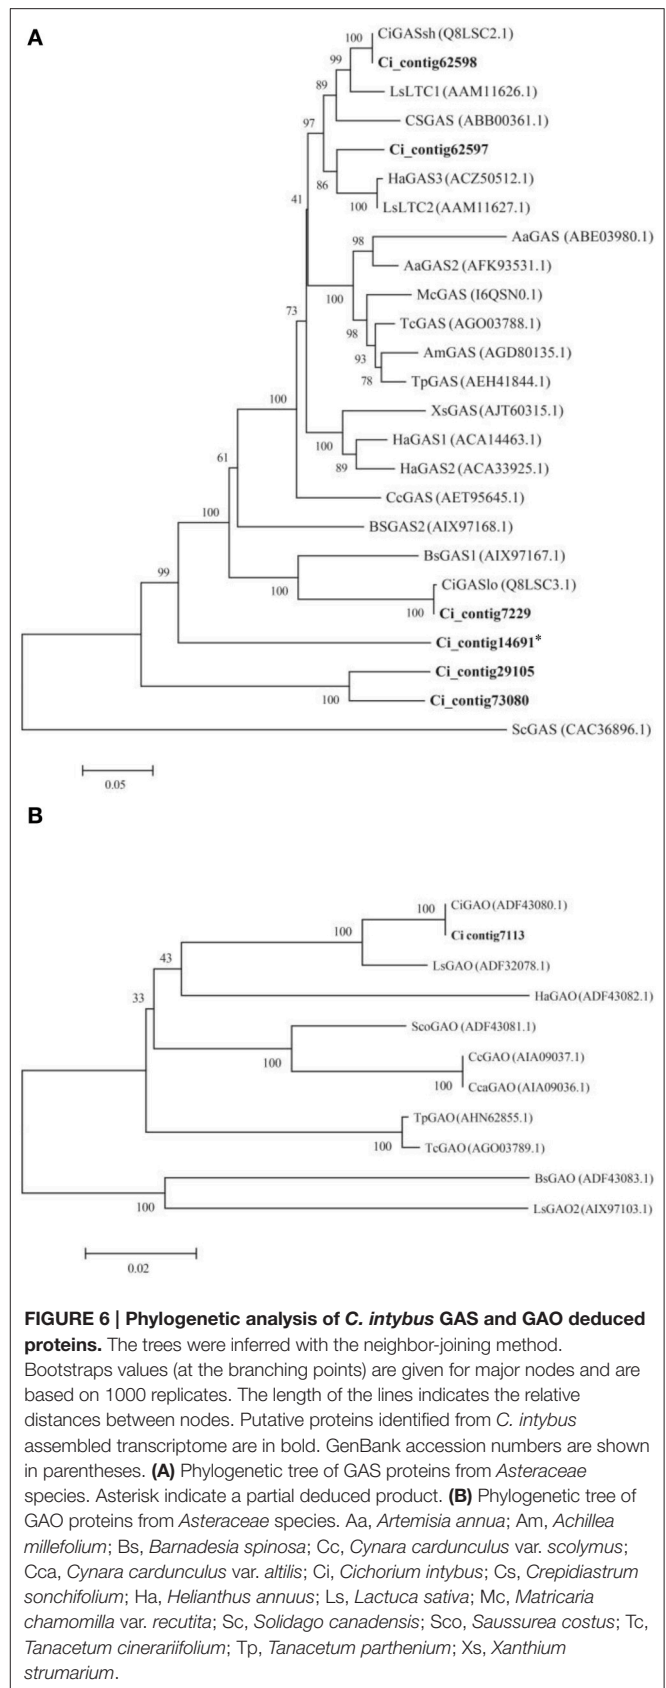 A
100
CiGASsh (Q8LSC2.1)
99
Ci_contig62598
89
LsLTC1 (AAM11626.1)
97
CSGAS (ABB00361.1)
Ci_contig62597
86
HaGAS3 (ACZ50512.1)
41
100
LsLTC2 (AAM11627.1)
98
AaGAS (ABE03980.1)
AaGAS2 (AFK93531.1)
100
McGAS (I6QSN0.1)
73
98
TcGAS (AGO03788.1)
93
AmGAS (AGD80135.1)
78
TpGAS (AEH41844.1)
100
XsGAS (AJT60315.1)
100
HaGAS1 (ACA14463.1)
61
89
HaGAS2 (ACA33925.1)
CcGAS (AET95645.1)
100
BSGAS2 (AIX97168.1)
BsGAS1 (AIX97167.1)
99
100
CiGASlo (Q8LSC3.1)
100
Ci_contig7229
Ci_contig14691*
Ci_contig29105
100
Ci_contig73080
ScGAS (CAC36896.1)
0.05
B
100
CiGAO (ADF43080.1)
100
Ci contig7113
43
LsGAO (ADF32078.1)
33
HaGAO (ADF43082.1)
ScoGAO (ADF43081.1)
100
CcGAO (AIA09037.1)
100
CcaGAO (AIA09036.1)
TpGAO (AHN62855.1)
100
TcGAO (AGO03789.1)
BsGAO (ADF43083.1)
100
LsGAO2 (AIX97103.1)
0.02
FIGURE 6 | Phylogenetic analysis of C. intybus GAS and GAO deduced
proteins. The trees were inferred with the neighbor-joining method.
Bootstraps values (at the branching points) are given for major nodes and are
based on 1000 replicates. The length of the lines indicates the relative
distances between nodes. Putative proteins identified from C. intybus
assembled transcriptome are in bold. GenBank accession numbers are shown
in parentheses. (A) Phylogenetic tree of GAS proteins from Asteraceae
species. Asterisk indicate a partial deduced product. (B) Phylogenetic tree of
GAO proteins from Asteraceae species. Aa, Artemisia annua; Am, Achillea
millefolium; Bs, Barnadesia spinosa; Cc, Cynara cardunculus var. scolymus;
Cca, Cynara cardunculus var. altilis; Ci, Cichorium intybus; Cs, Crepidiastrum
sonchifolium; Ha, Helianthus annuus; Ls, Lactuca sativa; Mc, Matricaria
chamomilla var. recutita; Sc, Solidago canadensis; Sco, Saussurea costus; Tc,
Tanacetum cinerariifolium; Tp, Tanacetum parthenium; Xs, Xanthium
strumarium.